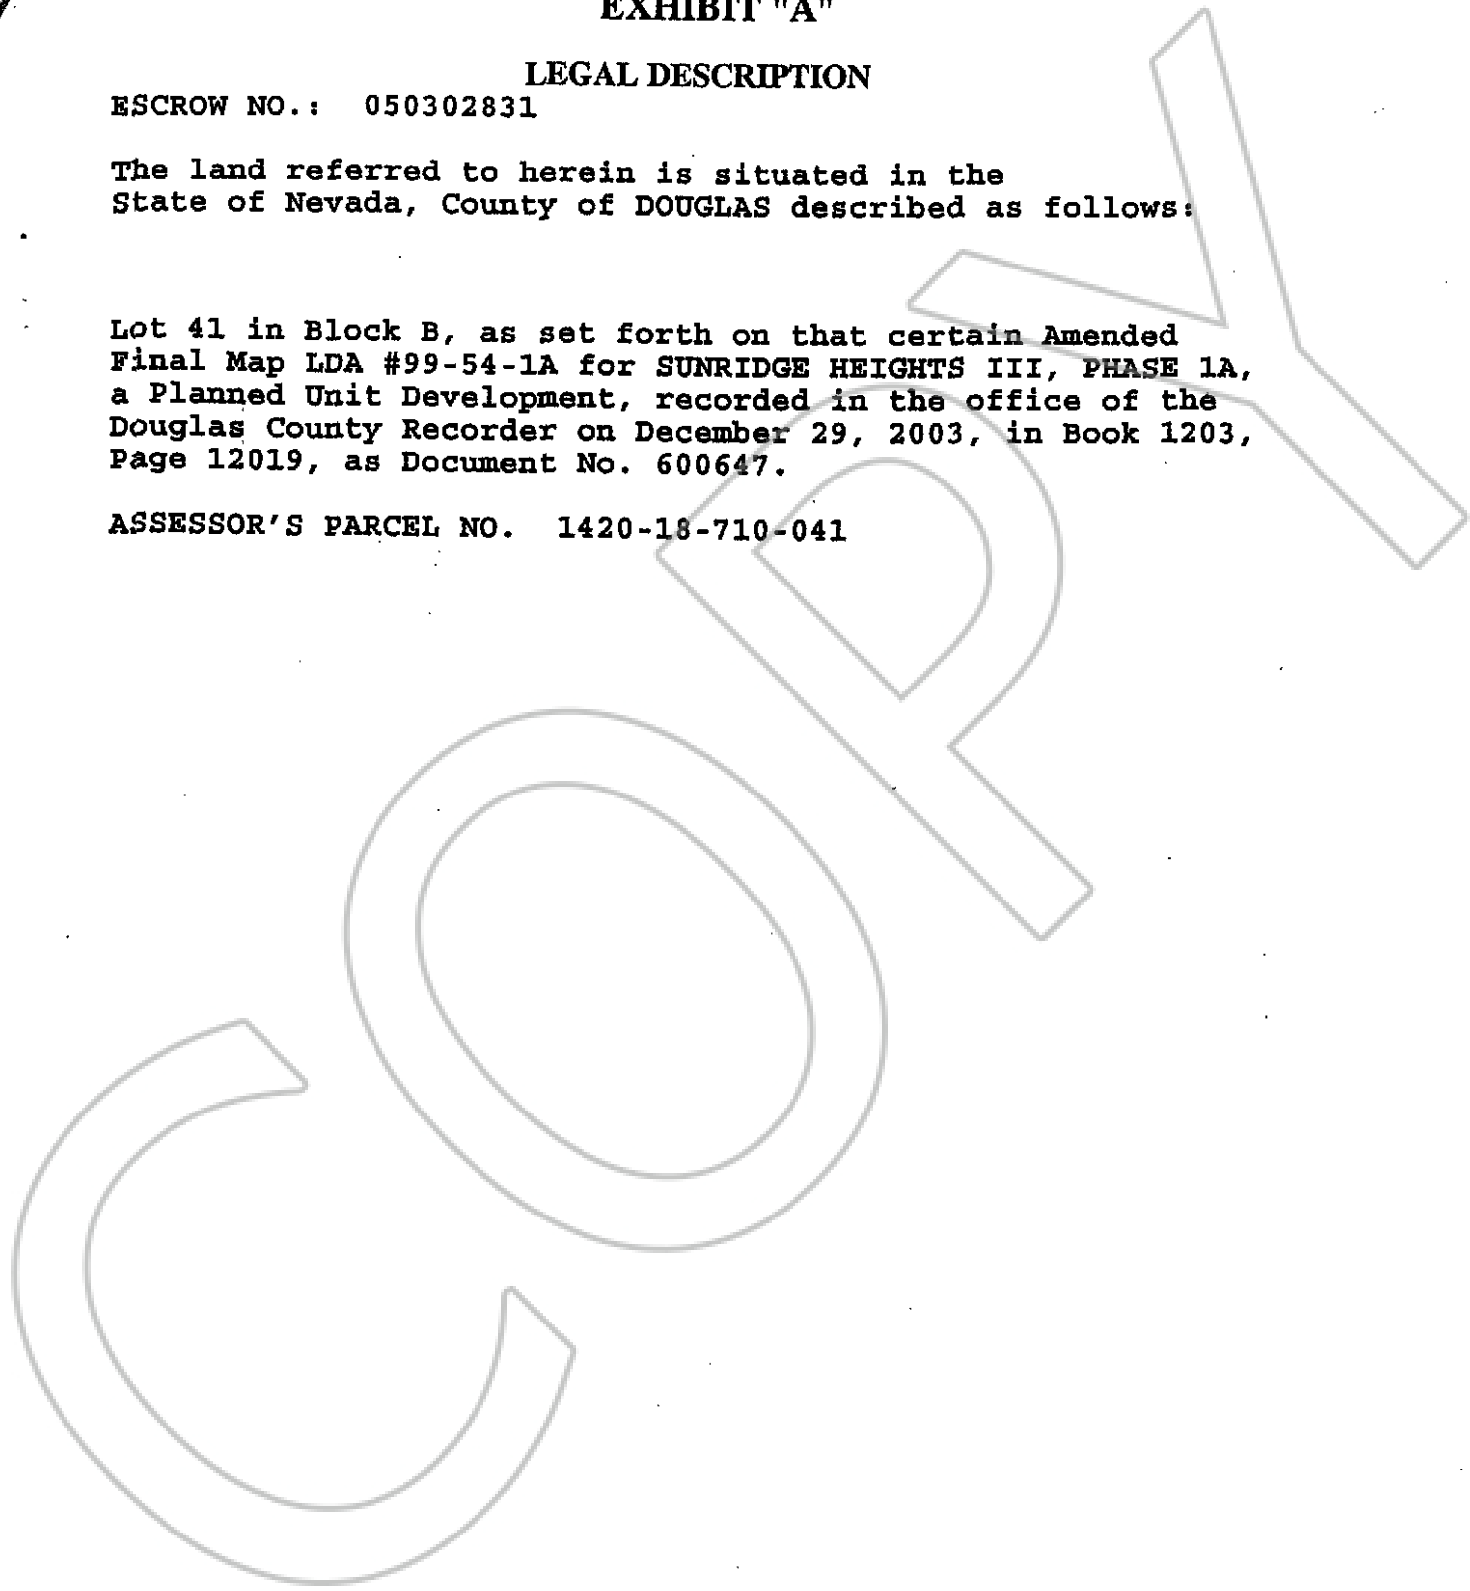 EXHIBIT "A"
LEGAL DESCRIPTION
ESCROW NO.: 050302831
The land referred to herein is situated in the
State of Nevada, County of DOUGLAS described as follows:
Lot 41 in Block B, as set forth on that certain Amended
Final Map LDA #99-54-1A for SUNRIDGE HEIGHTS III, PHASE 1A,
a Planned Unit Development, recorded in the office of the
Douglas County Recorder on December 29, 2003, in Book 1203,
Page 12019, as Document No. 600647.
ASSESSOR'S PARCEL NO. 1420-18-710-041
COPY